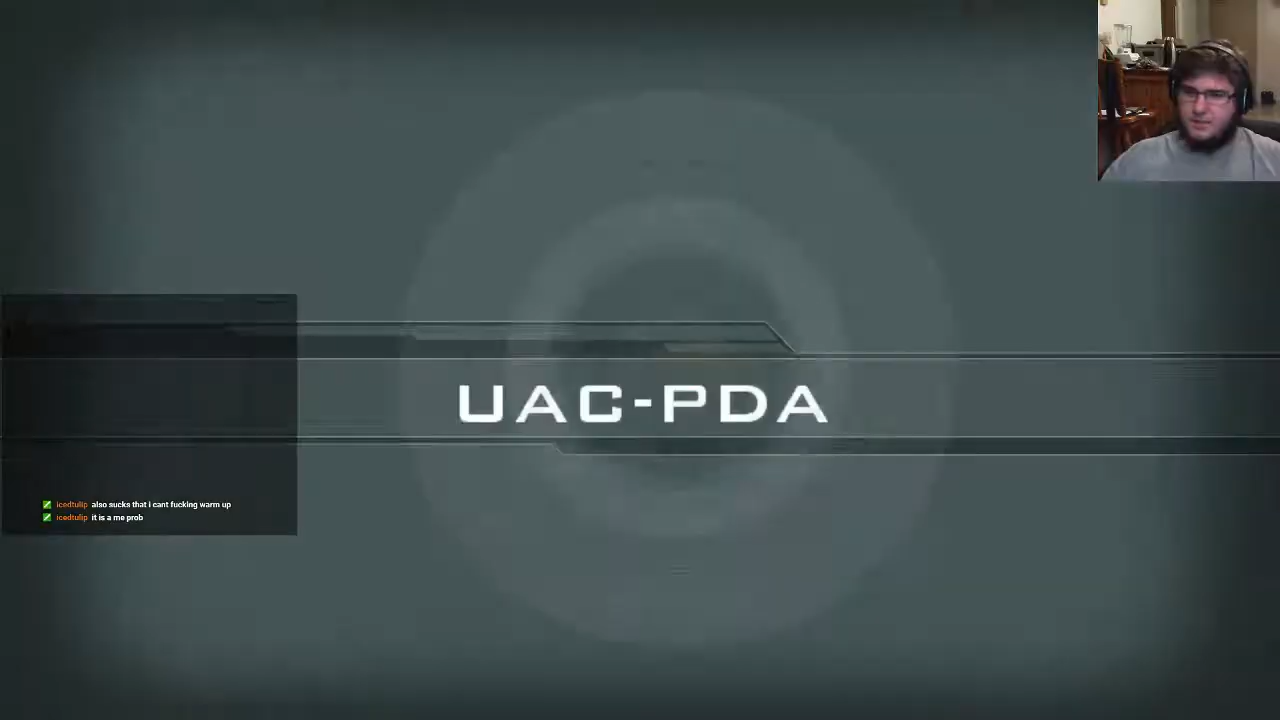 UAC-PDA
icedtulip also sucks that i cant fucking warm up
icedtulip it is a me prob